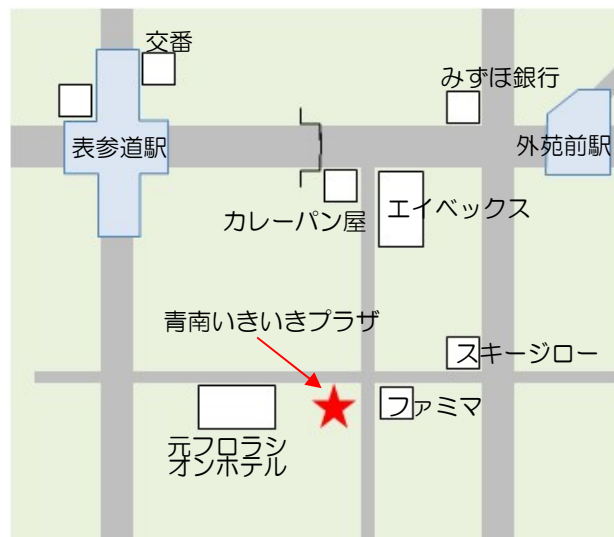 交番
みずほ銀行
表参道駅
外苑前駅
カレーパン屋
エイベックス
青南いきいきプラザ
スキージロー
ファミマ
元フロラシ
オンホテル